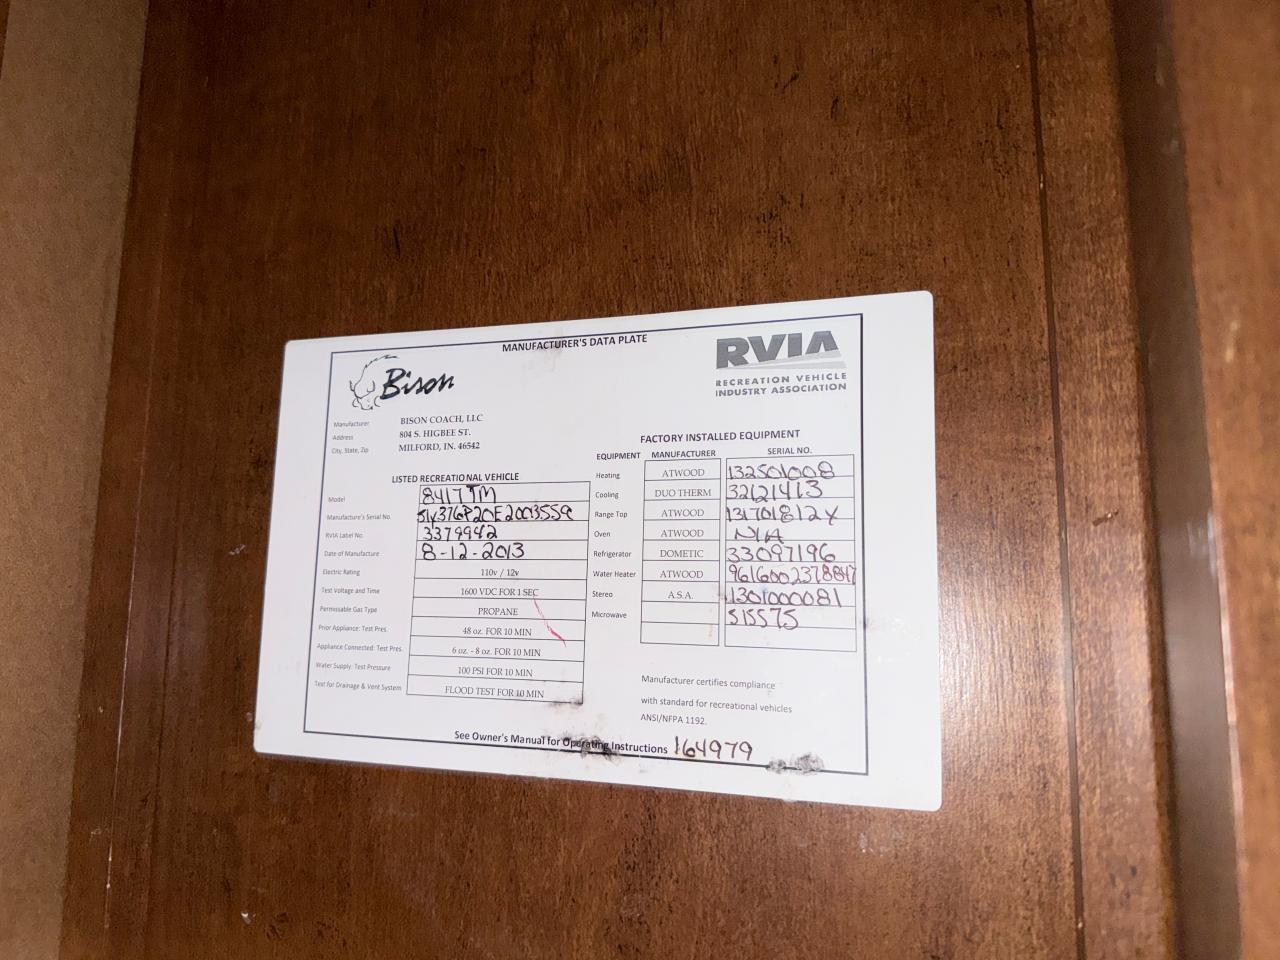 MANUFACTURER'S DATA PLATE
Bison
RVIA
RECREATION VEHICLE
INDUSTRY ASSOCIATION
Manufacturer BISON COACH, LLC
Address 804 S. HIGBEE ST.
City, State, Zip MILFORD, IN. 46542
LISTED RECREATIONAL VEHICLE
Model 8417TM
Manufacture's Serial No.
RVIA Label No. 3379942
Date of Manufacture 8-12-2013
Electric Rating 110v / 12v
Test Voltage and Time 1600 VDC FOR 1 SEC
Permissable Gas Type PROPANE
Prior Appliance: Test Pres. 48 oz. FOR 10 MIN
Appliance Connected: Test Pres. 6 oz. - 8 oz. FOR 10 MIN
Water Supply: Test Pressure 100 PSI FOR 10 MIN
Test for Drainage & Vent System FLOOD TEST FOR 10 MIN
FACTORY INSTALLED EQUIPMENT
EQUIPMENT MANUFACTURER SERIAL NO.
Heating ATWOOD 132501008
Cooling DUO THERM 32121413
Range Top ATWOOD 131701812Y
Oven ATWOOD N/A
Refrigerator DOMETIC 33097196
Water Heater ATWOOD
Stereo A.S.A. 1301000081
Microwave 515575
Manufacturer certifies compliance
with standard for recreational vehicles
ANSI/NFPA 1192.
See Owner's Manual for Operating Instructions 164979